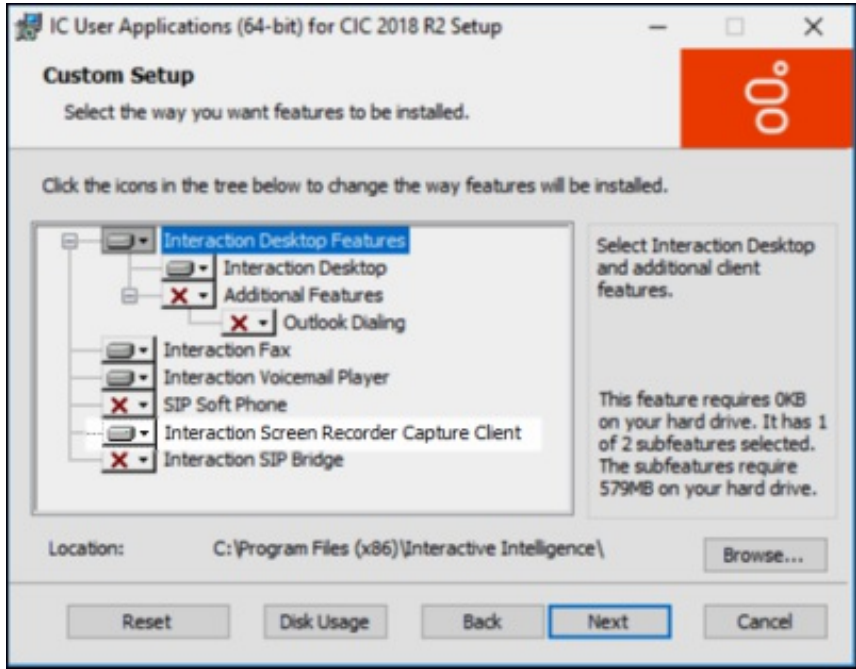 IC User Applications (64-bit) for CIC 2018 R2 Setup
Custom Setup
Select the way you want features to be installed.
Click the icons in the tree below to change the way features will be installed.
Interaction Desktop Features
Interaction Desktop
Additional Features
Outlook Dialing
Interaction Fax
Interaction Voicemail Player
SIP Soft Phone
Interaction Screen Recorder Capture Client
Interaction SIP Bridge
Select Interaction Desktop
and additional client
features.
This feature requires 0KB
on your hard drive. It has 1
of 2 subfeatures selected.
The subfeatures require
579MB on your hard drive.
Location: C:\Program Files (x86)\Interactive Intelligence\
Browse...
Reset Disk Usage Back Next Cancel